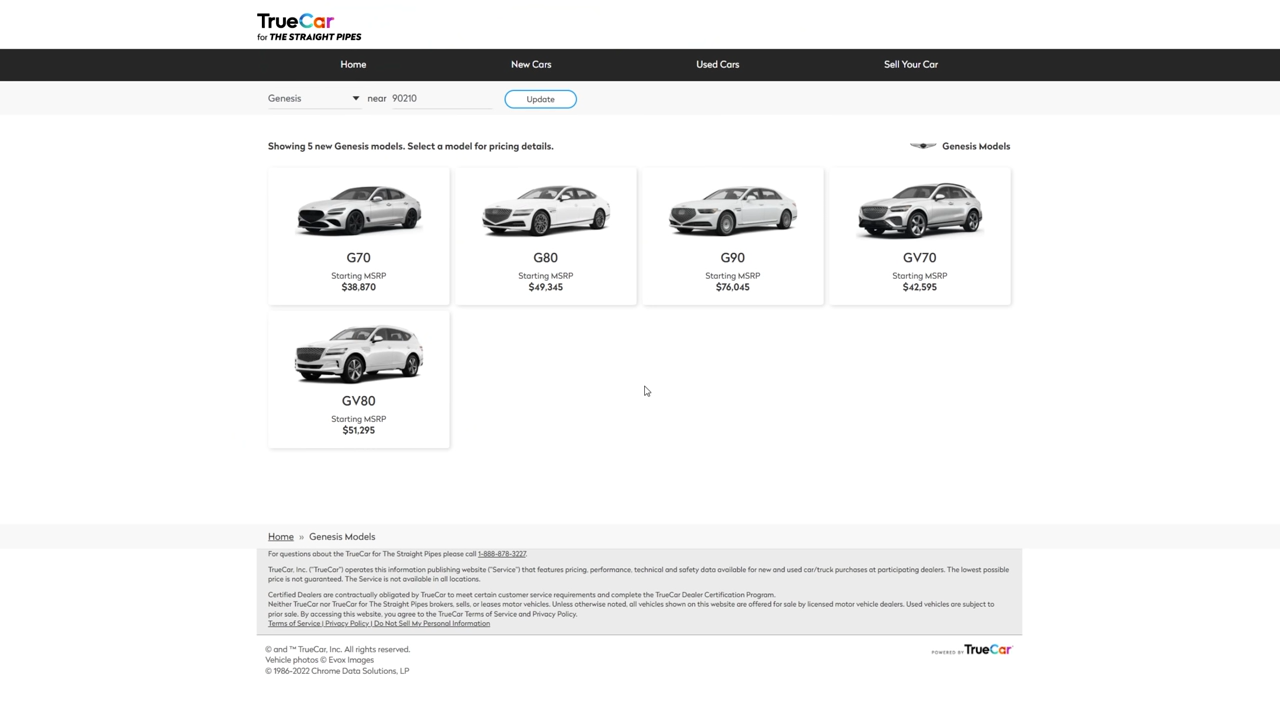 TrueCar
for THE STRAIGHT PIPES
Home New Cars Used Cars Sell Your Car
Genesis near 90210 Update
Showing 5 new Genesis models. Select a model for pricing details. Genesis Models
G70 G80 G90 GV70
Starting MSRP Starting MSRP Starting MSRP Starting MSRP
$38,870 $49,345 $76,045 $42,595
GV80
Starting MSRP
$51,295
Home » Genesis Models
For questions about the TrueCar for The Straight Pipes please call 1-888-878-3227.
TrueCar, Inc. ("TrueCar") operates this information publishing website ("Service") that features pricing, performance, technical and safety data available for new and used car/truck purchases at participating dealers. The lowest possible
price is not guaranteed. The Service is not available in all locations.
Certified Dealers are contractually obligated by TrueCar to meet certain customer service requirements and complete the TrueCar Dealer Certification Program.
Neither TrueCar nor TrueCar for The Straight Pipes brokers, sells, or leases motor vehicles. Unless otherwise noted, all vehicles shown on this website are offered for sale by licensed motor vehicle dealers. Used vehicles are subject to
prior sale. By accessing this website, you agree to the TrueCar Terms of Service and Privacy Policy.
Terms of Service | Privacy Policy | Do Not Sell My Personal Information
© and ™ TrueCar, Inc. All rights reserved. POWERED BY TrueCar
Vehicle photos © Evox Images
© 1986-2022 Chrome Data Solutions, LP